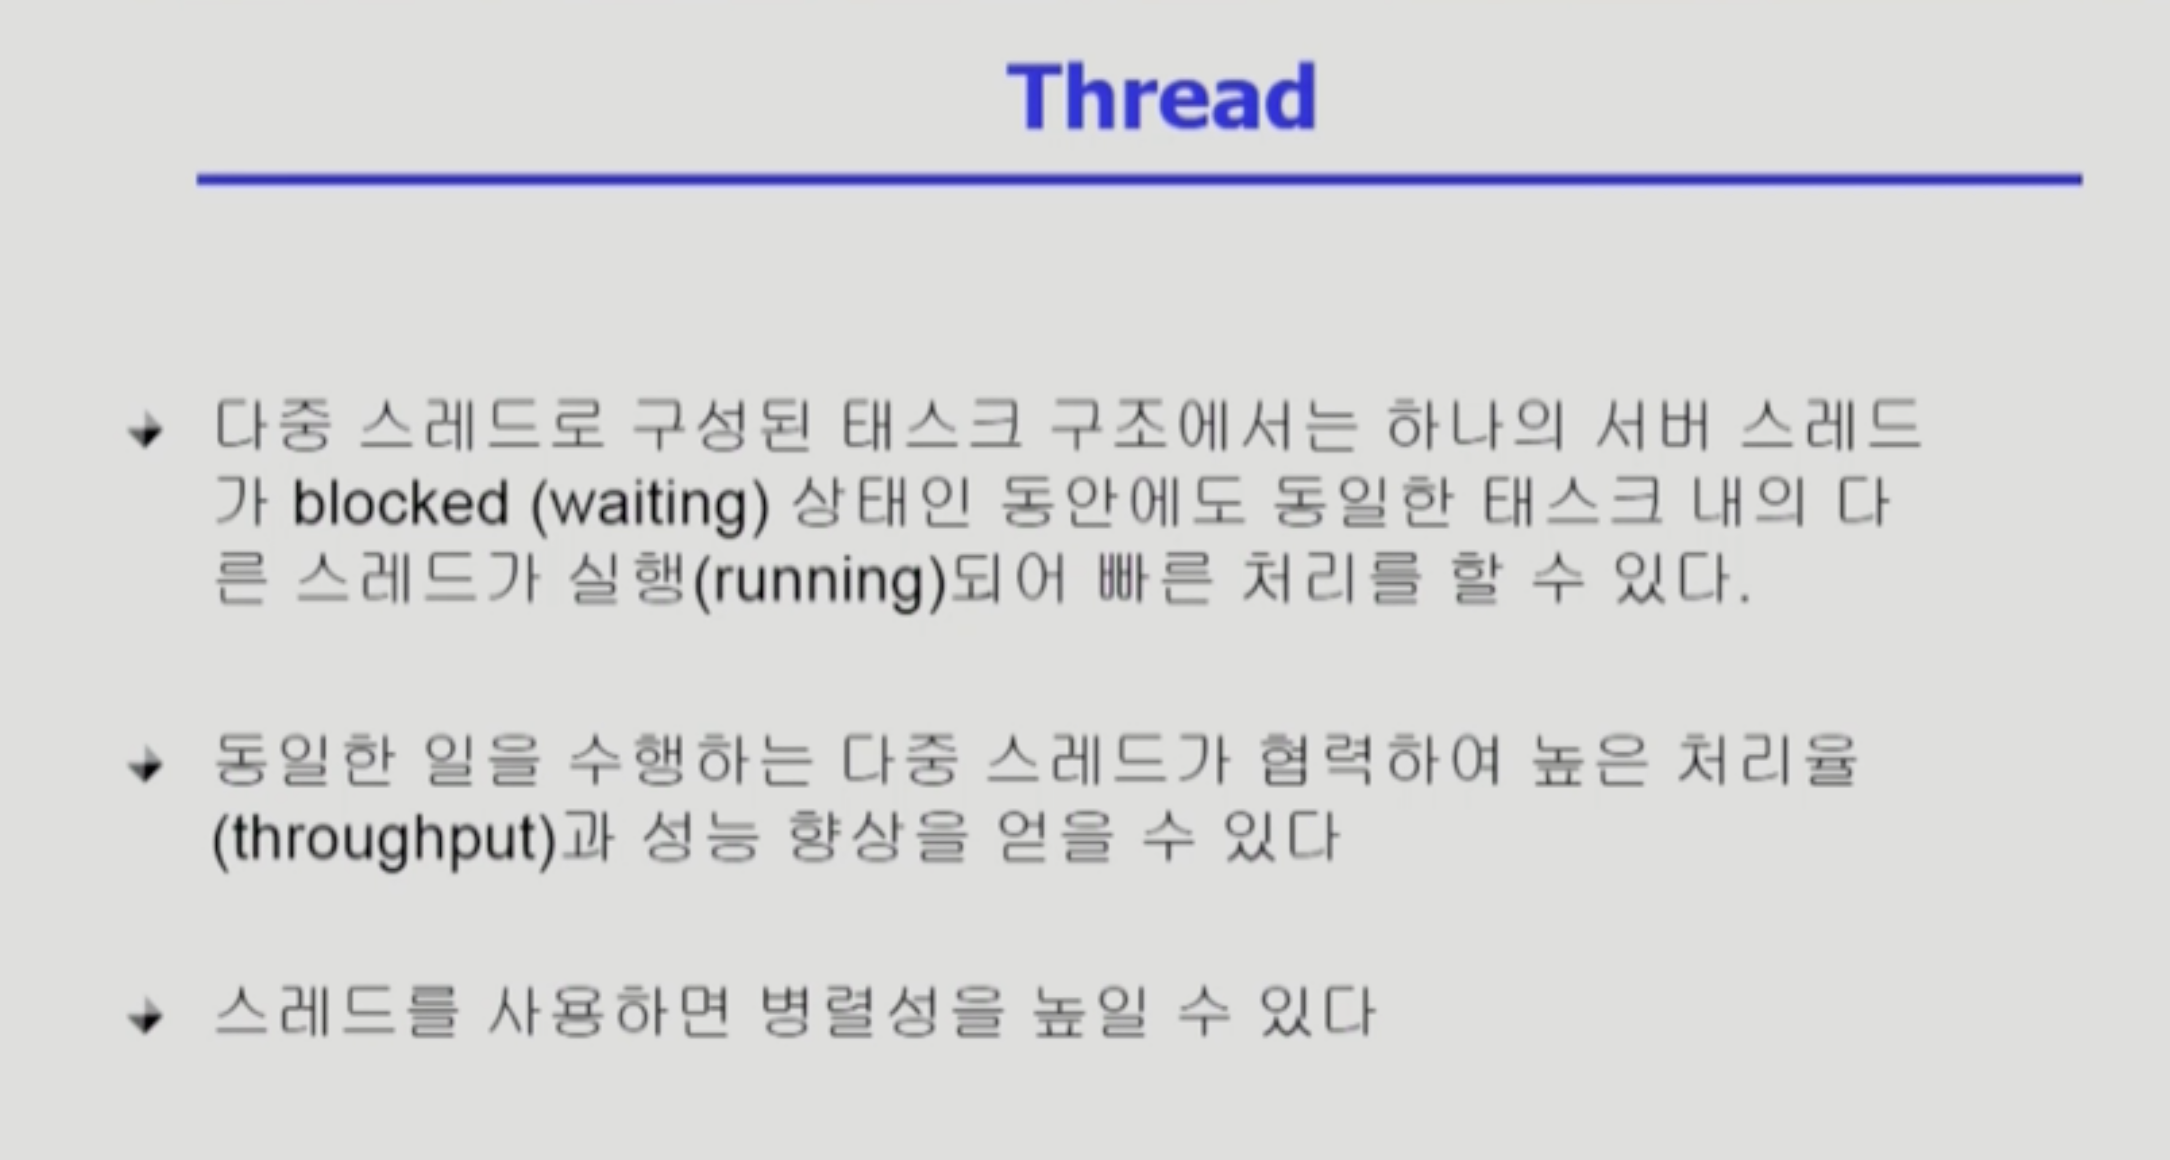 Thread
다중 스레드로 구성된 태스크 구조에서는 하나의 서버 스레드
가 blocked (waiting) 상태인 동안에도 동일한 태스크 내의 다
른 스레드가 실행(running)되어 빠른 처리를 할 수 있다.
동일한 일을 수행하는 다중 스레드가 협력하여 높은 처리율
(throughput)과 성능 향상을 얻을 수 있다
스레드를 사용하면 병렬성을 높일 수 있다